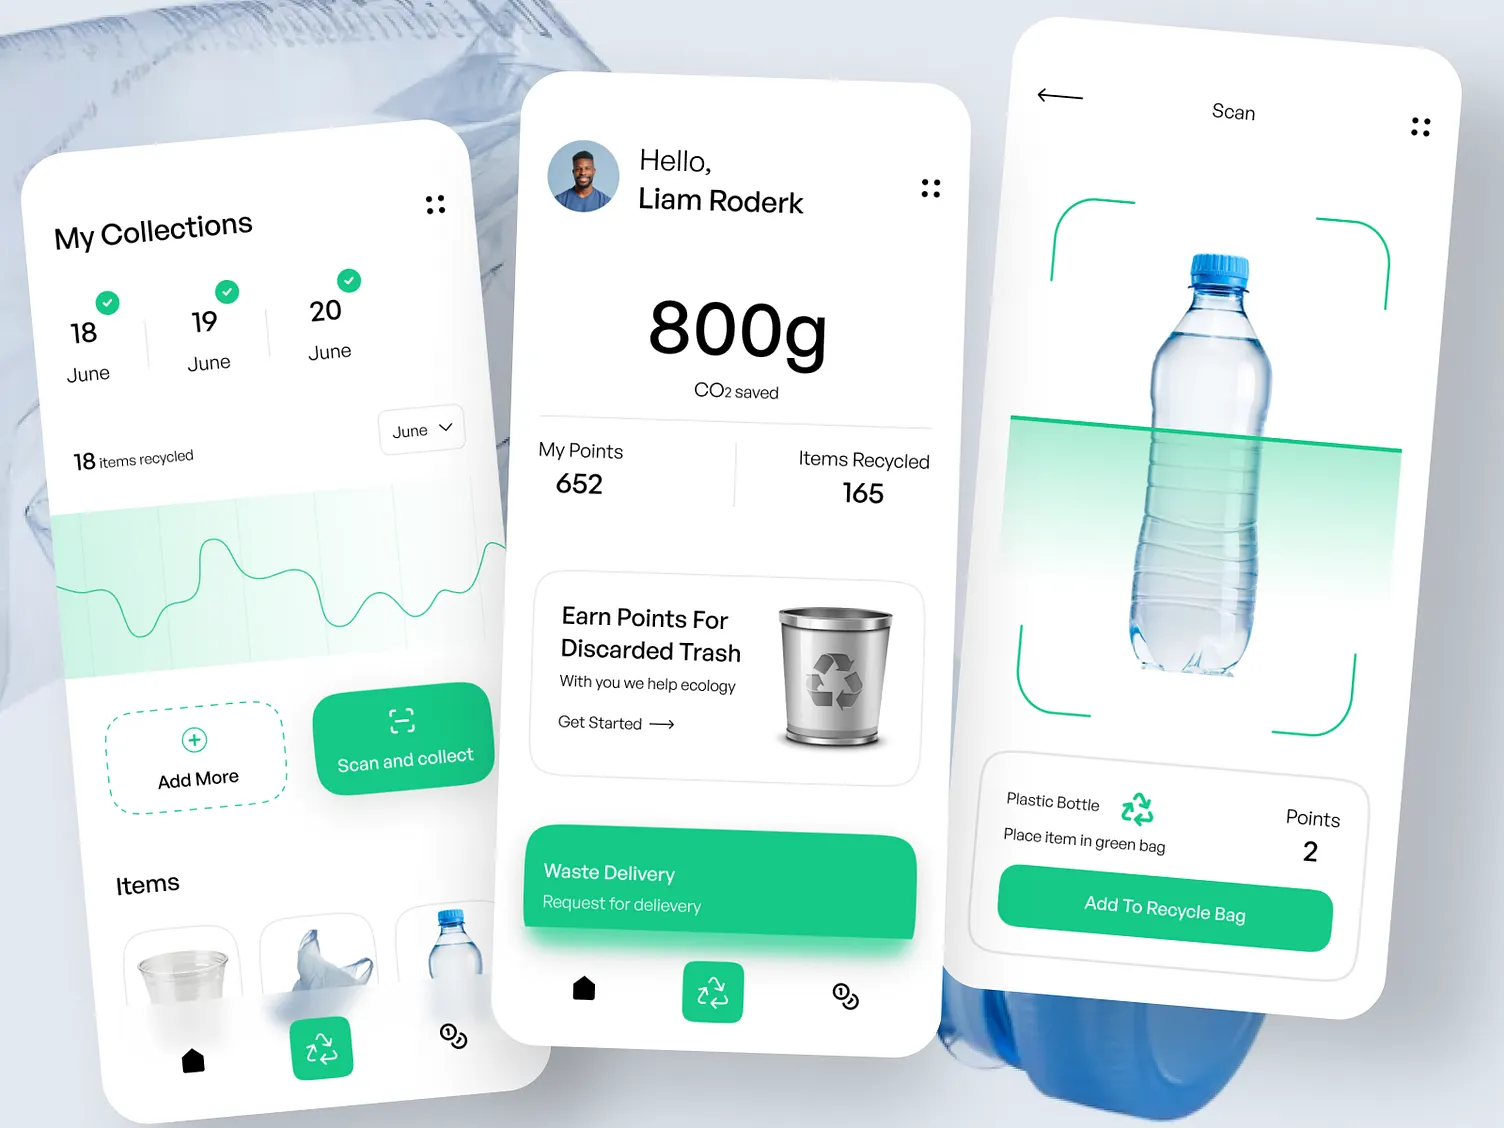 My Collections
18
June
19
June
20
June
18 items recycled
June
Add More
Scan and collect
Items
Hello,
Liam Roderk
800g
CO2 saved
My Points
652
Items Recycled
165
Earn Points For
Discarded Trash
With you we help ecology
Get Started
Waste Delivery
Request for delievery
Scan
Plastic Bottle
Place item in green bag
Points
2
Add To Recycle Bag